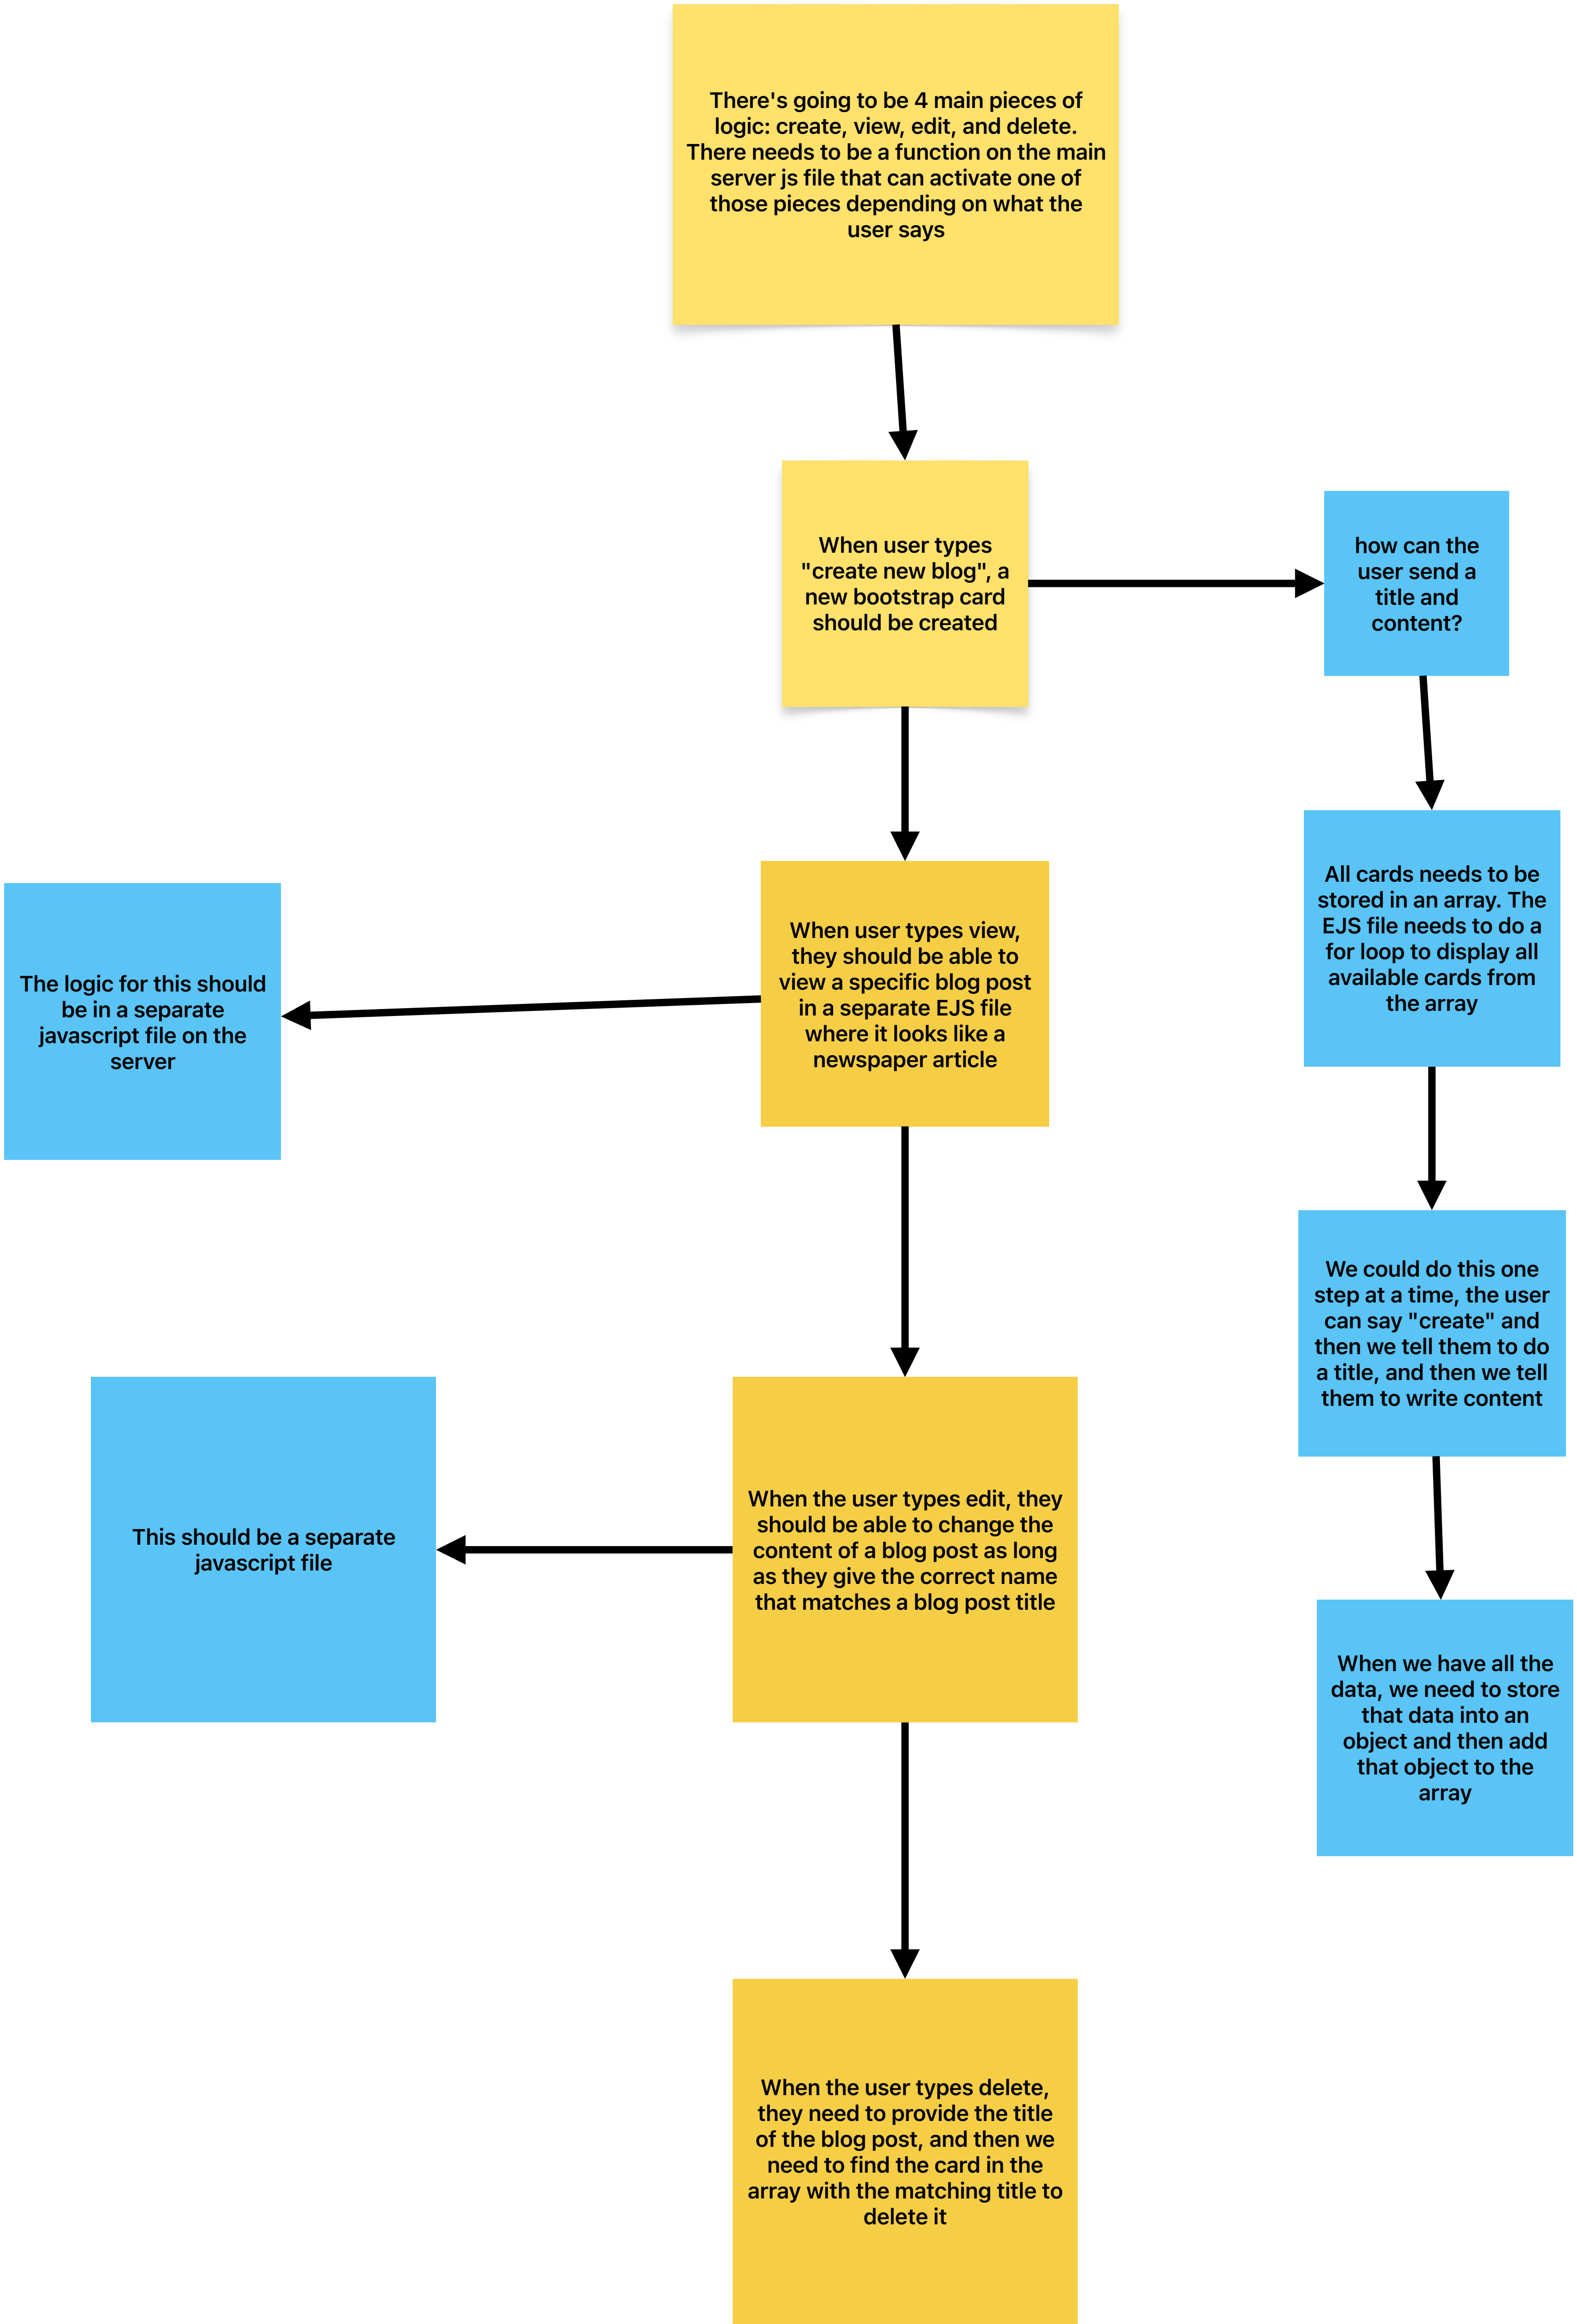 There's going to be 4 main pieces of
logic: create, view, edit, and delete.
There needs to be a function on the main
server js file that can activate one of
those pieces depending on what the
user says
When user types
"create new blog", a
new bootstrap card
should be created
how can the
user send a
title and
content?
All cards needs to be
stored in an array. The
EJS file needs to do a
for loop to display all
available cards from
the array
When user types view,
they should be able to
view a specific blog post
in a separate EJS file
where it looks like a
newspaper article
The logic for this should
be in a separate
javascript file on the
server
We could do this one
step at a time, the user
can say "create" and
then we tell them to do
a title, and then we tell
them to write content
When the user types edit, they
should be able to change the
content of a blog post as long
as they give the correct name
that matches a blog post title
This should be a separate
javascript file
When we have all the
data, we need to store
that data into an
object and then add
that object to the
array
When the user types delete,
they need to provide the title
of the blog post, and then we
need to find the card in the
array with the matching title to
delete it